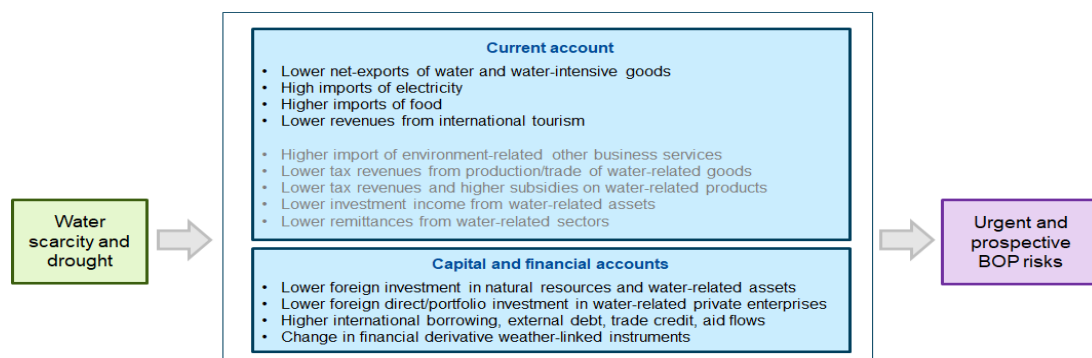 Water
scarcity and
drought
Current account
• Lower net-exports of water and water-intensive goods
• High imports of electricity
• Higher imports of food
• Lower revenues from international tourism
• Higher import of environment-related other business services
• Lower tax revenues from production/trade of water-related goods
• Lower tax revenues and higher subsidies on water-related products
• Lower investment income from water-related assets
• Lower remittances from water-related sectors
Capital and financial accounts
• Lower foreign investment in natural resources and water-related assets
• Lower foreign direct/portfolio investment in water-related private enterprises
• Higher international borrowing, external debt, trade credit, aid flows
• Change in financial derivative weather-linked instruments
Urgent and
prospective
BOP risks